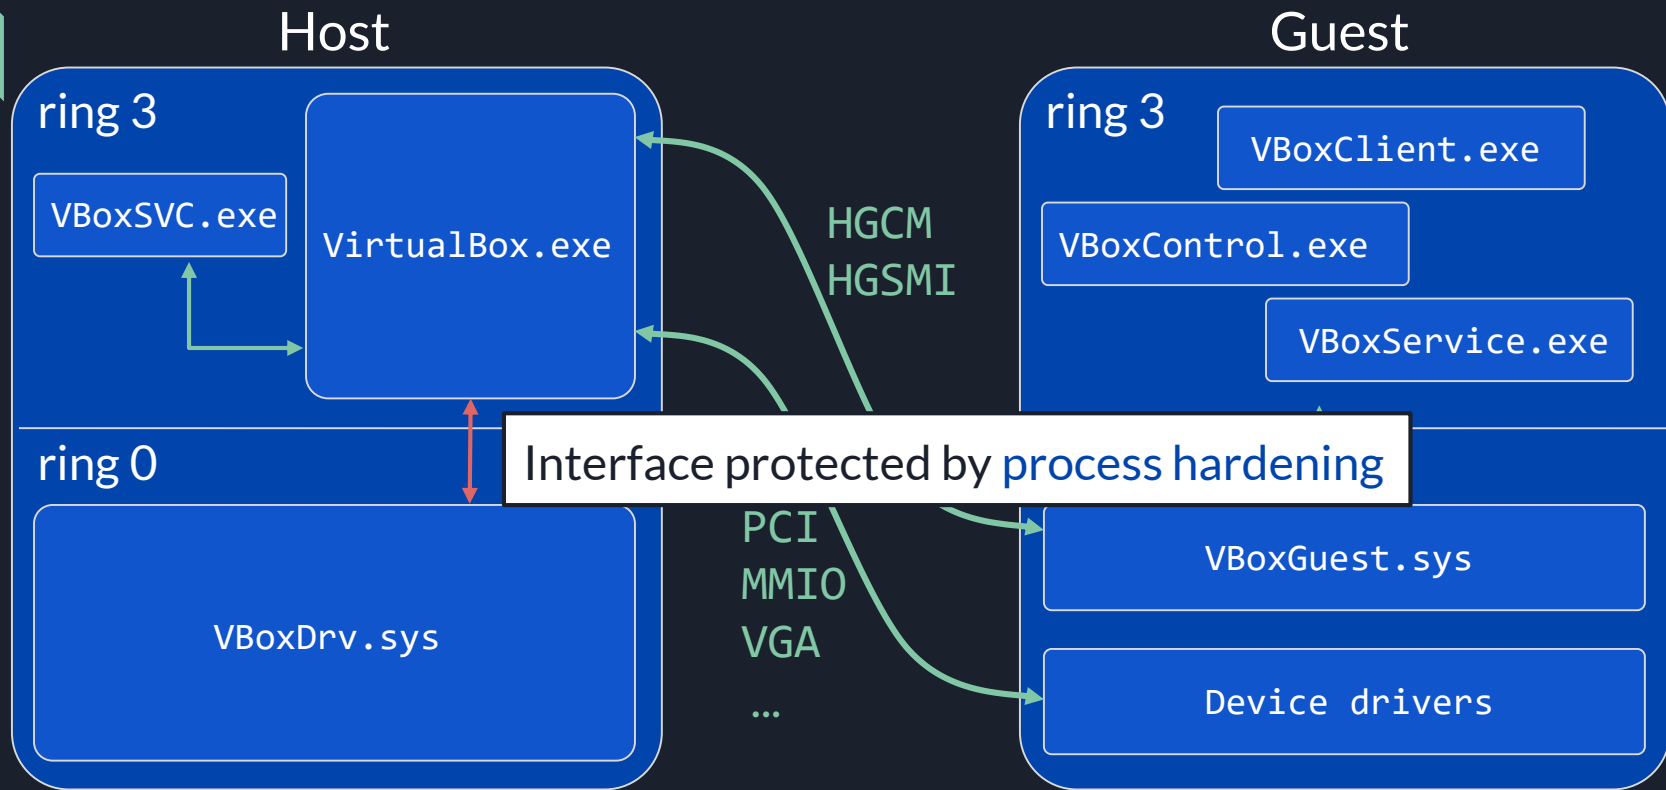 Host
ring 3
VBoxSVC.exe
VirtualBox.exe
ring 0
VBoxDrv.sys
HGCM
HGSMI
Interface protected by process hardening
PCI
MMIO
VGA
...
Guest
ring 3
VBoxClient.exe
VBoxControl.exe
VBoxService.exe
VBoxGuest.sys
Device drivers